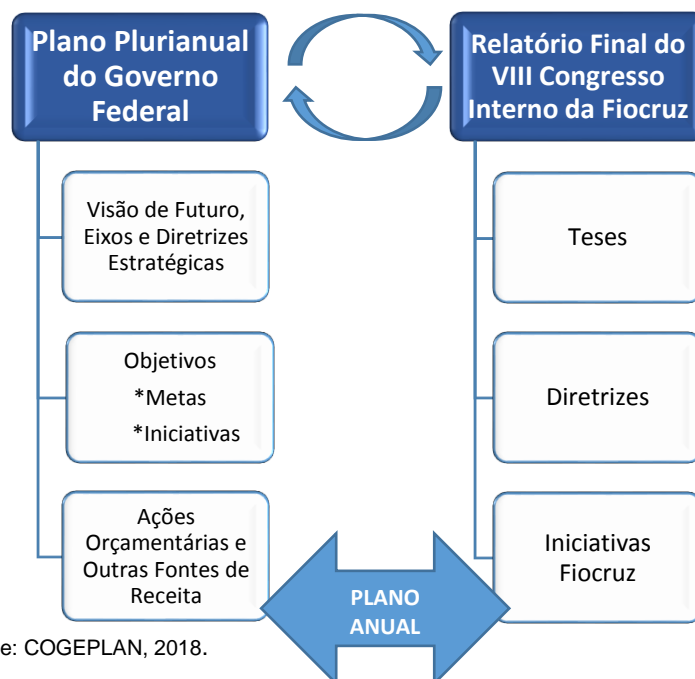 Plano Plurianual
do Governo
Federal
Visão de Futuro,
Eixos e Diretrizes
Estratégicas
Objetivos
*Metas
*Iniciativas
Ações
Orçamentárias e
Outras Fontes de
Receita
Relatório Final do
VIII Congresso
Interno da Fiocruz
Teses
Diretrizes
Iniciativas
Fiocruz
PLANO
ANUAL
e: COGEPLAN, 2018.